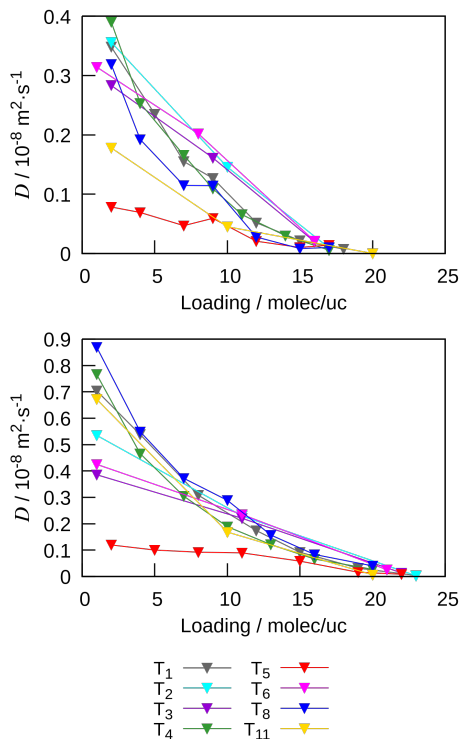 0.4
0.3
0.2
0.1
0
D / 10⁻⁸ m²·s⁻¹
0 5 10 15 20 25
Loading / molec/uc
0.9
0.8
0.7
0.6
0.5
0.4
0.3
0.2
0.1
0
D / 10⁻⁸ m²·s⁻¹
0 5 10 15 20 25
Loading / molec/uc
T₁ T₅
T₂ T₆
T₃ T₈
T₄ T₁₁